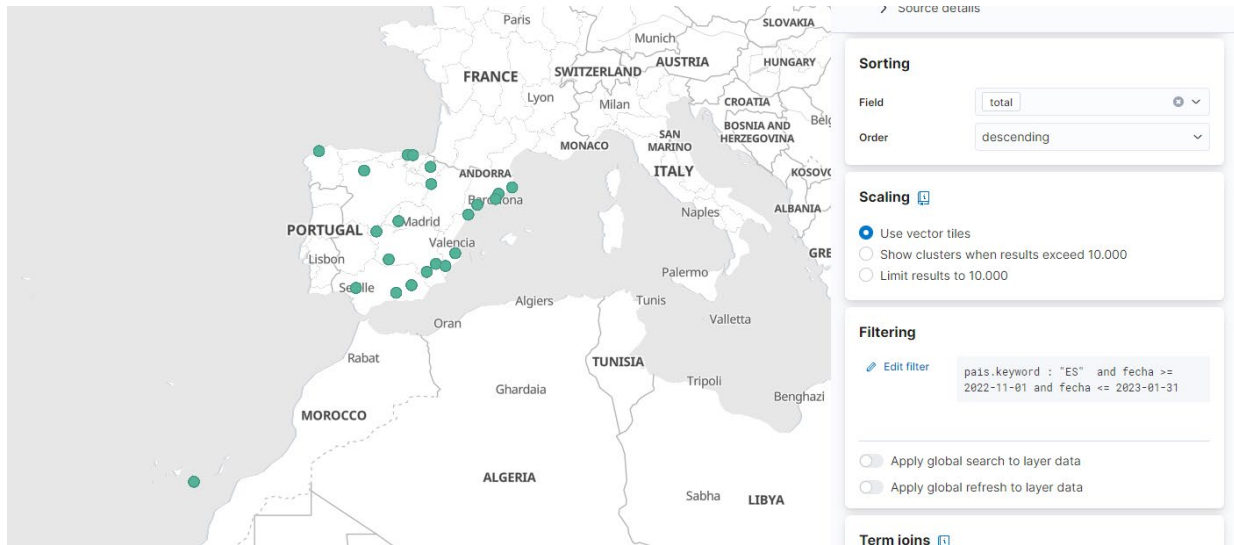 Paris
SLOVAKIA
Munich
AUSTRIA
HUNGARY
FRANCE
SWITZERLAND
Lyon
Milan
CROATIA
BOSNIA AND
HERZEGOVINA
SAN
MARINO
MONACO
ITALY
ANDORRA
KOSOVO
Barcelona
Naples
ALBANIA
Madrid
PORTUGAL
Valencia
Lisbon
GRE
Palermo
Seville
Algiers
Tunis
Oran
Valletta
Rabat
TUNISIA
Ghardaia
Tripoli
Benghazi
MOROCCO
ALGERIA
Sabha
LIBYA
Source details
Sorting
Field
total
Order
descending
Scaling
Use vector tiles
Show clusters when results exceed 10.000
Limit results to 10.000
Filtering
Edit filter
pais.keyword : "ES"  and fecha >=
2022-11-01 and fecha <= 2023-01-31
Apply global search to layer data
Apply global refresh to layer data
Term joins